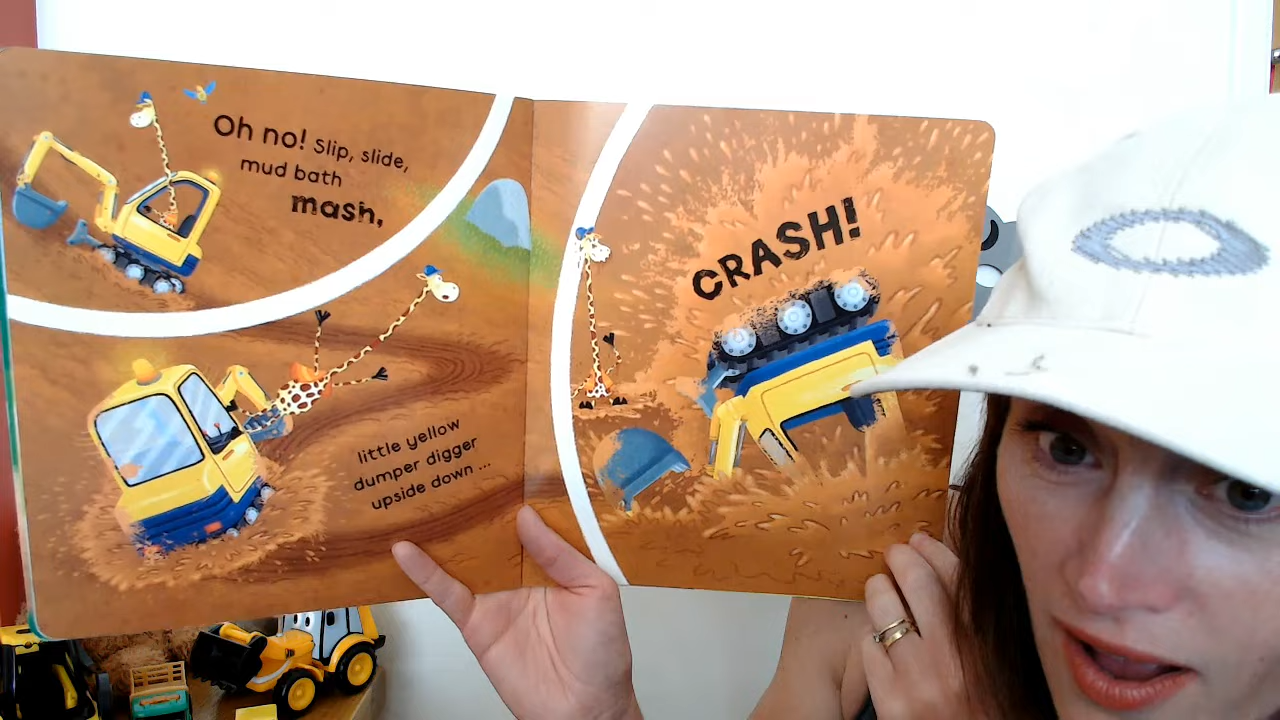 Oh no! Slip, slide,
mud bath
mash,
little yellow
dumper digger
upside down ...
CRASH!